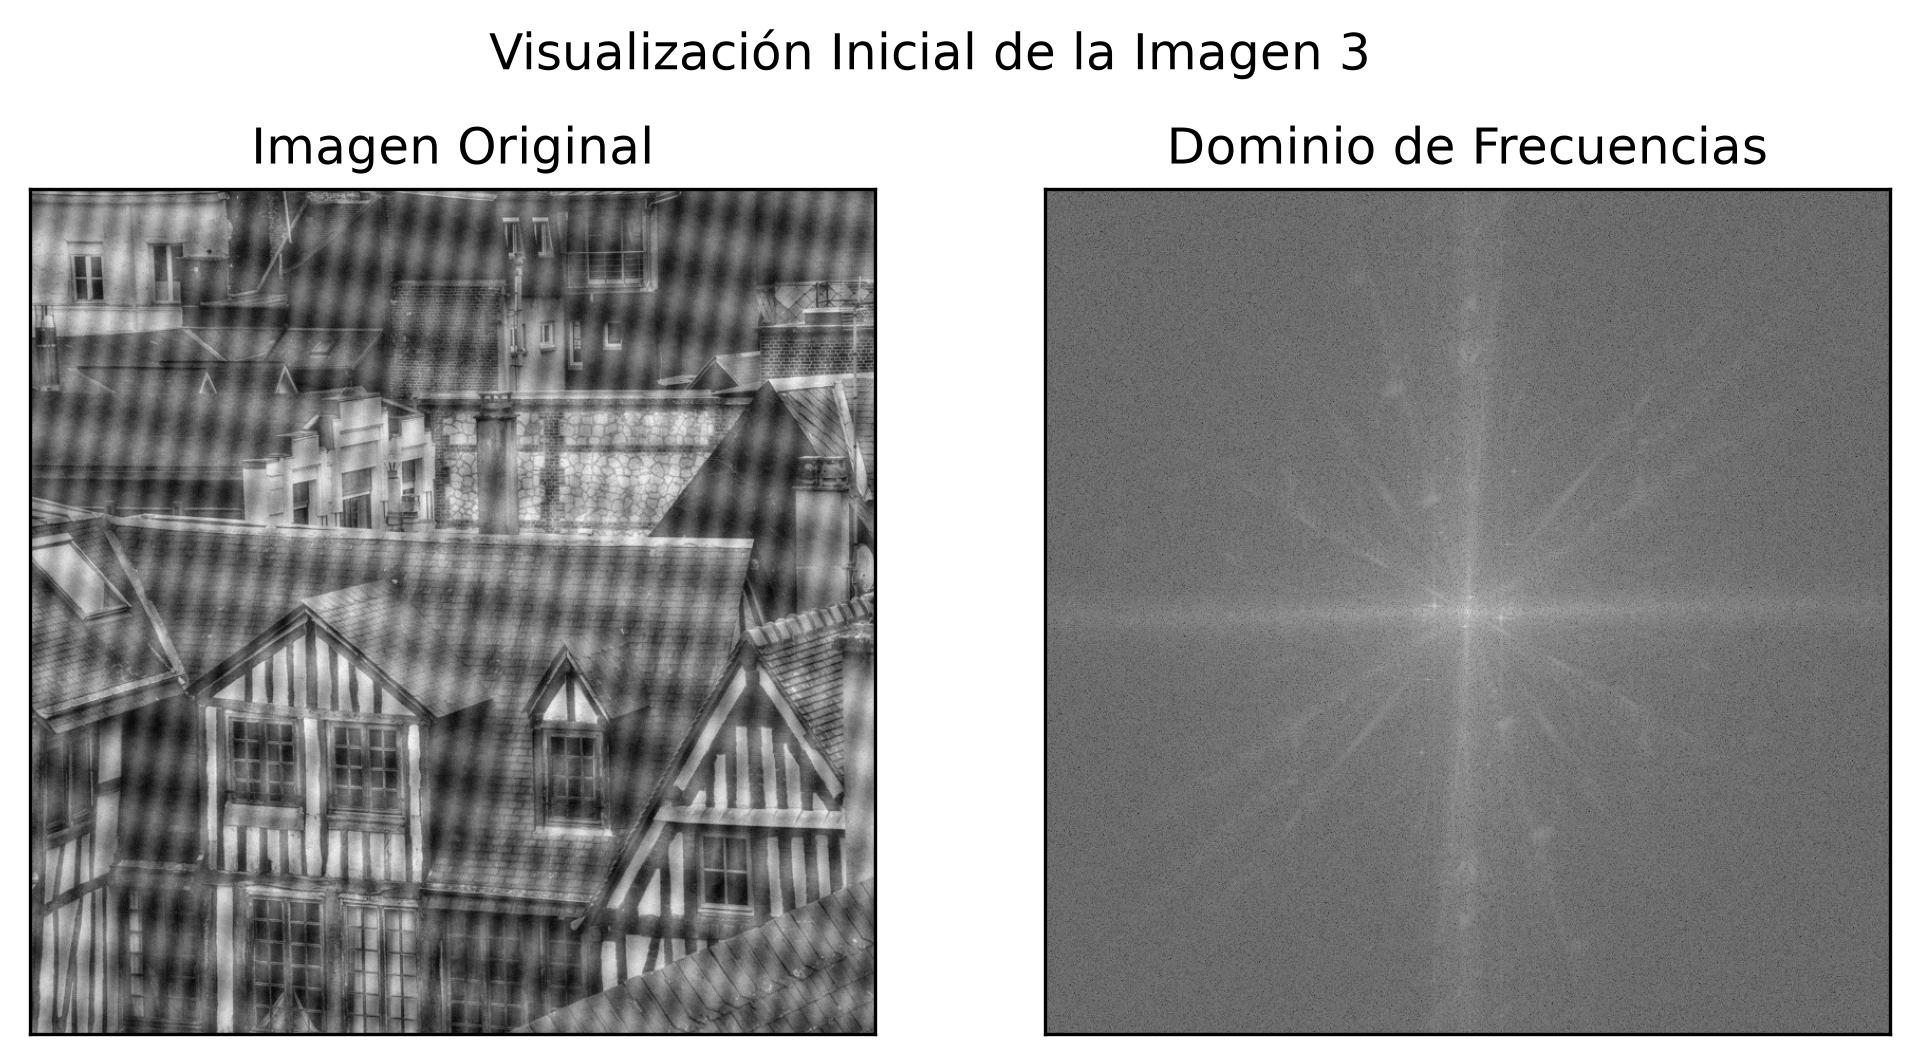 Visualización Inicial de la Imagen 3
Imagen Original
Dominio de Frecuencias